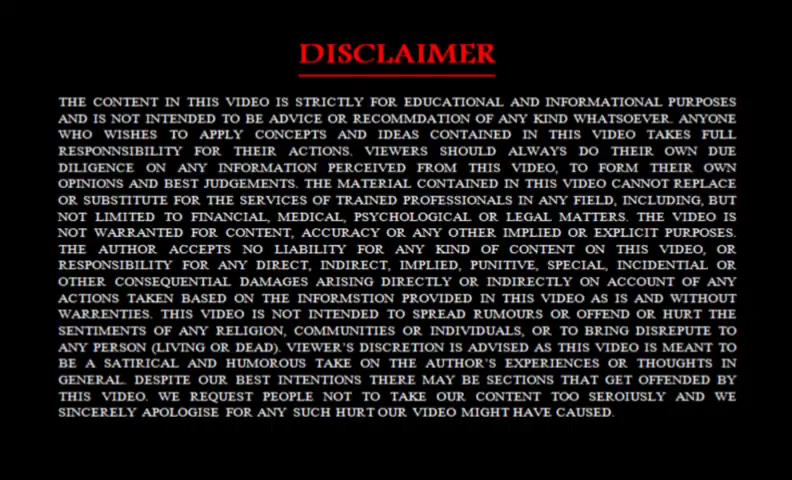 DISCLAIMER
THE CONTENT IN THIS VIDEO IS STRICTLY FOR EDUCATIONAL AND INFORMATIONAL PURPOSES
AND IS NOT INTENDED TO BE ADVICE OR RECOMMDATION OF ANY KIND WHATSOEVER. ANYONE
WHO WISHES TO APPLY CONCEPTS AND IDEAS CONTAINED IN THIS VIDEO TAKES FULL
RESPONNSIBILITY FOR THEIR ACTIONS. VIEWERS SHOULD ALWAYS DO THEIR OWN DUE
DILIGENCE ON ANY INFORMATION PERCEIVED FROM THIS VIDEO, TO FORM THEIR OWN
OPINIONS AND BEST JUDGEMENTS. THE MATERIAL CONTAINED IN THIS VIDEO CANNOT REPLACE
OR SUBSTITUTE FOR THE SERVICES OF TRAINED PROFESSIONALS IN ANY FIELD, INCLUDING, BUT
NOT LIMITED TO FINANCIAL, MEDICAL, PSYCHOLOGICAL OR LEGAL MATTERS. THE VIDEO IS
NOT WARRANTED FOR CONTENT, ACCURACY OR ANY OTHER IMPLIED OR EXPLICIT PURPOSES.
THE AUTHOR ACCEPTS NO LIABILITY FOR ANY KIND OF CONTENT ON THIS VIDEO, OR
RESPONSIBILITY FOR ANY DIRECT, INDIRECT, IMPLIED, PUNITIVE, SPECIAL, INCIDENTAL OR
OTHER CONSEQUENTIAL DAMAGES ARISING DIRECTLY OR INDIRECTLY ON ACCOUNT OF ANY
ACTIONS TAKEN BASED ON THE INFORMSTION PROVIDED IN THIS VIDEO AS IS AND WITHOUT
WARRENTIES. THIS VIDEO IS NOT INTENDED TO SPREAD RUMOURS OR OFFEND OR HURT THE
SENTIMENTS OF ANY RELIGION, COMMUNITIES OR INDIVIDUALS, OR TO BRING DISREPUTE TO
ANY PERSON (LIVING OR DEAD). VIEWER'S DISCRETION IS ADVISED AS THIS VIDEO IS MEANT TO
BE A SATIRICAL AND HUMOROUS TAKE ON THE AUTHOR'S EXPERIENCES OR THOUGHTS IN
GENERAL. DESPITE OUR BEST INTENTIONS THERE MAY BE SECTIONS THAT GET OFFENDED BY
THIS VIDEO. WE REQUEST PEOPLE NOT TO TAKE OUR CONTENT TOO SEROIUSLY AND WE
SINCERELY APOLOGISE FOR ANY SUCH HURT OUR VIDEO MIGHT HAVE CAUSED.